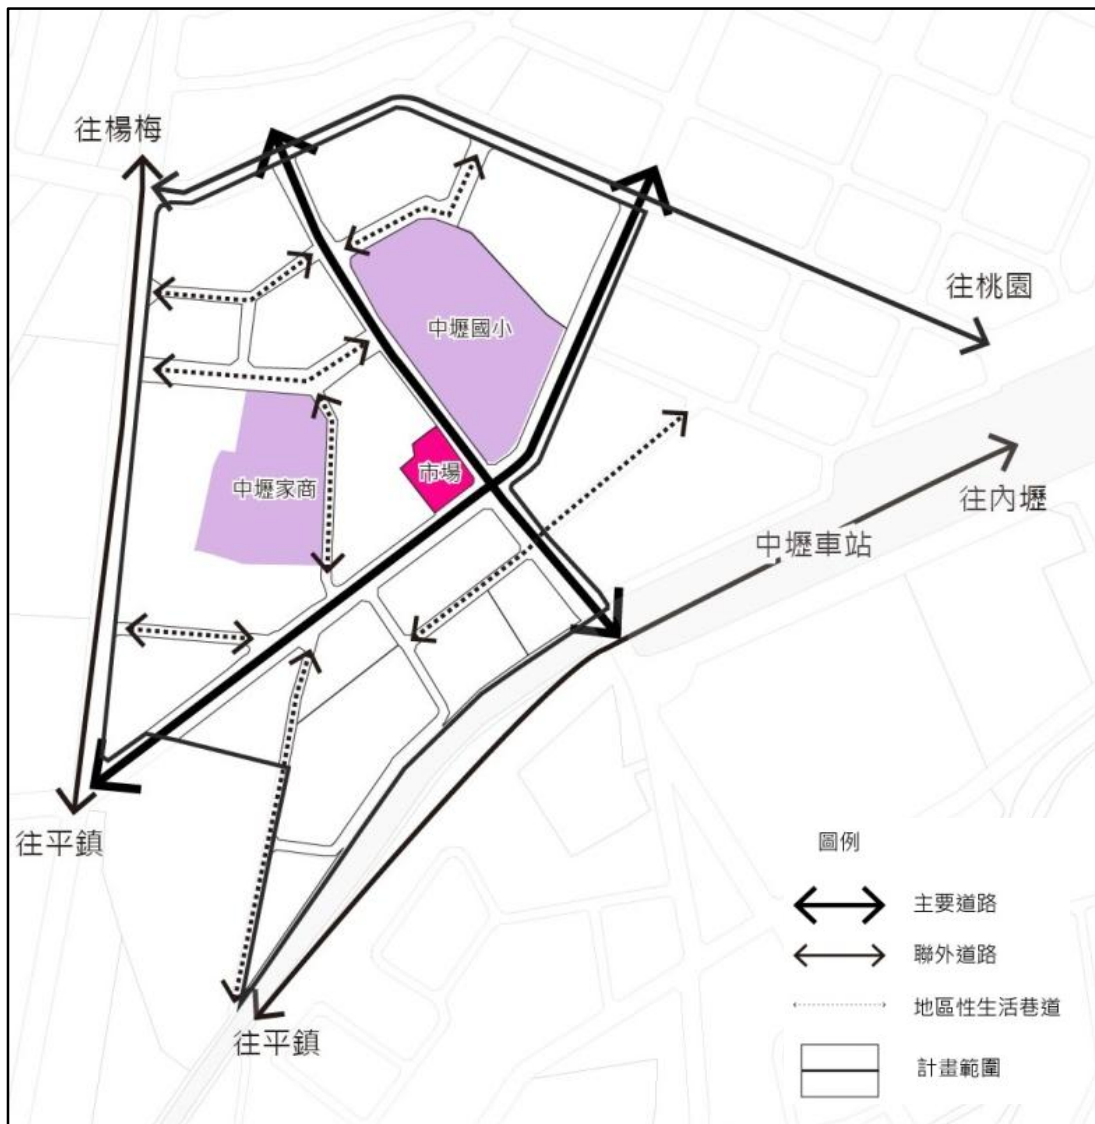 往楊梅
往桃園
中壢國小
市場
中壢家商
往內壢
中壢車站
往平鎮
往平鎮
圖例
主要道路
聯外道路
地區性生活巷道
計畫範圍